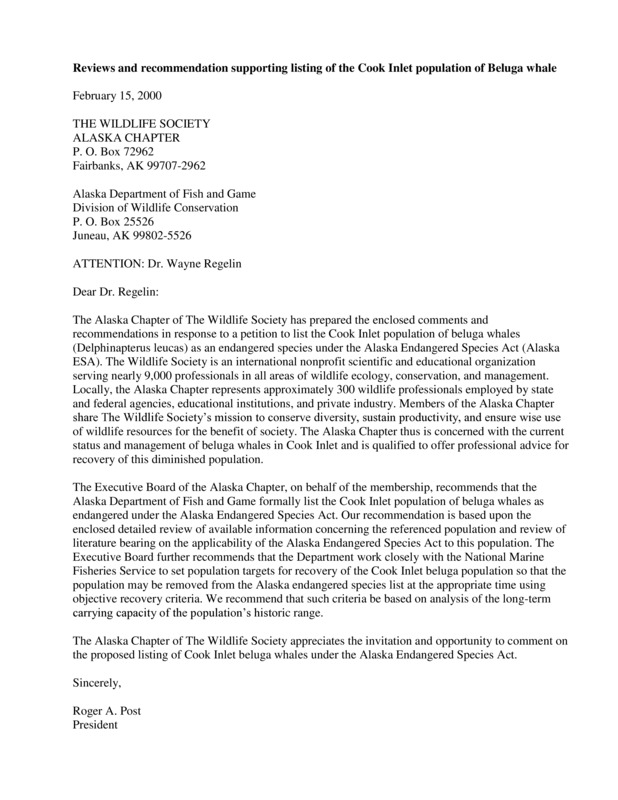 Reviews and recommendation supporting listing of the Cook Inlet population of Beluga whale
February 15, 2000
THE WILDLIFE SOCIETY
ALASKA CHAPTER
P. O. Box 72962
Fairbanks, AK 99707-2962
Alaska Department of Fish and Game
Division of Wildlife Conservation
P. O. Box 25526
Juneau, AK 99802-5526
ATTENTION: Dr. Wayne Regelin
Dear Dr. Regelin:
The Alaska Chapter of The Wildlife Society has prepared the enclosed comments and
recommendations in response to a petition to list the Cook Inlet population of beluga whales
(Delphinapterus leucas) as an endangered species under the Alaska Endangered Species Act (Alaska
ESA). The Wildlife Society is an international nonprofit scientific and educational organization
serving nearly 9,000 professionals in all areas of wildlife ecology, conservation, and management.
Locally, the Alaska Chapter represents approximately 300 wildlife professionals employed by state
and federal agencies, educational institutions, and private industry. Members of the Alaska Chapter
share The Wildlife Society’s mission to conserve diversity, sustain productivity, and ensure wise use
of wildlife resources for the benefit of society. The Alaska Chapter thus is concerned with the current
status and management of beluga whales in Cook Inlet and is qualified to offer professional advice for
recovery of this diminished population.
The Executive Board of the Alaska Chapter, on behalf of the membership, recommends that the
Alaska Department of Fish and Game formally list the Cook Inlet population of beluga whales as
endangered under the Alaska Endangered Species Act. Our recommendation is based upon the
enclosed detailed review of available information concerning the referenced population and review of
literature bearing on the applicability of the Alaska Endangered Species Act to this population. The
Executive Board further recommends that the Department work closely with the National Marine
Fisheries Service to set population targets for recovery of the Cook Inlet beluga population so that the
population may be removed from the Alaska endangered species list at the appropriate time using
objective recovery criteria. We recommend that such criteria be based on analysis of the long-term
carrying capacity of the population’s historic range.
The Alaska Chapter of The Wildlife Society appreciates the invitation and opportunity to comment on
the proposed listing of Cook Inlet beluga whales under the Alaska Endangered Species Act.
Sincerely,
Roger A. Post
President